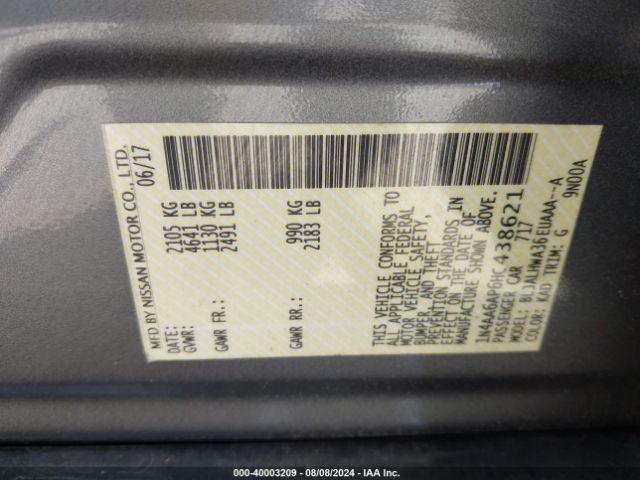 MFD BY NISSAN MOTOR CO., LTD.
06/17
GVWR: 2105 KG
4641 LB
GAWR FR.: 1130 KG
2491 LB
GAWR RR.: 990 KG
2183 LB
THIS VEHICLE CONFORMS TO
ALL APPLICABLE FEDERAL
MOTOR VEHICLE SAFETY,
BUMPER, AND THEFT
PREVENTION STANDARDS IN
EFFECT ON THE DATE OF
MANUFACTURE SHOWN ABOVE.
1N4AA6AP6HC438621
PASSENGER CAR 717
MODEL: BLJALHWA36EUAAA--A
COLOR: KAD TRIM: G 9N00A
000-40003209 - 08/08/2024 - IAA Inc.